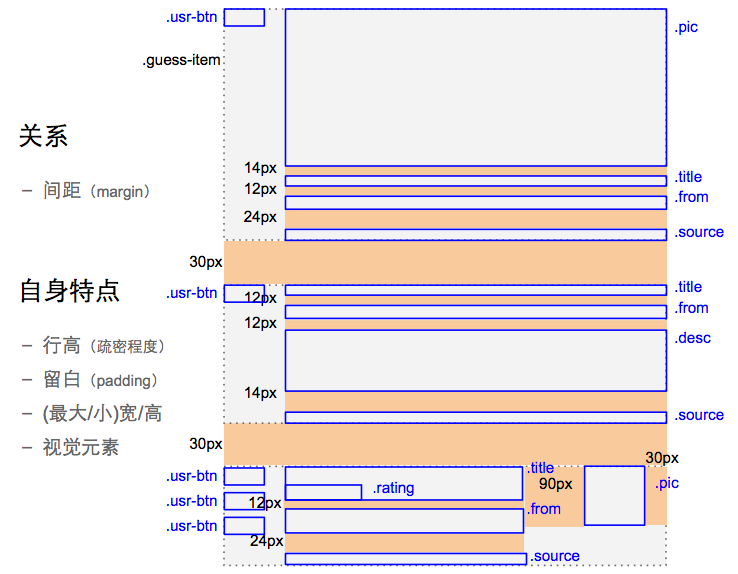 .usr-btn
.pic
.guess-item
关系
14px
– 间距（margin）
12px
.title
.from
24px
.source
30px
自身特点
.usr-btn
12px
.title
.from
12px
– 行高（疏密程度）
.desc
– 留白（padding）
14px
– (最大/小)宽/高
.source
– 视觉元素
30px
30px
.usr-btn
.title
90px
.pic
.rating
.usr-btn
12px
.from
.usr-btn
24px
.source